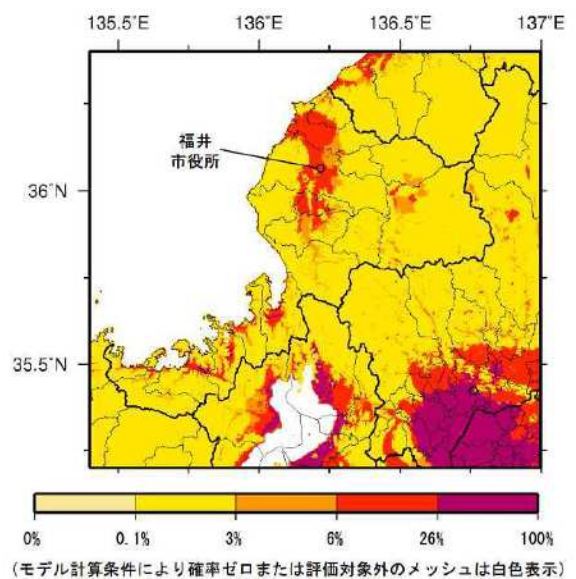 135.5°E 136°E 136.5°E 137°E
福井
市役所
36°N
35.5°N
0% 0.1% 3% 6% 26% 100%
(モデル計算条件により確率ゼロまたは評価対象外のメッシュは白色表示)